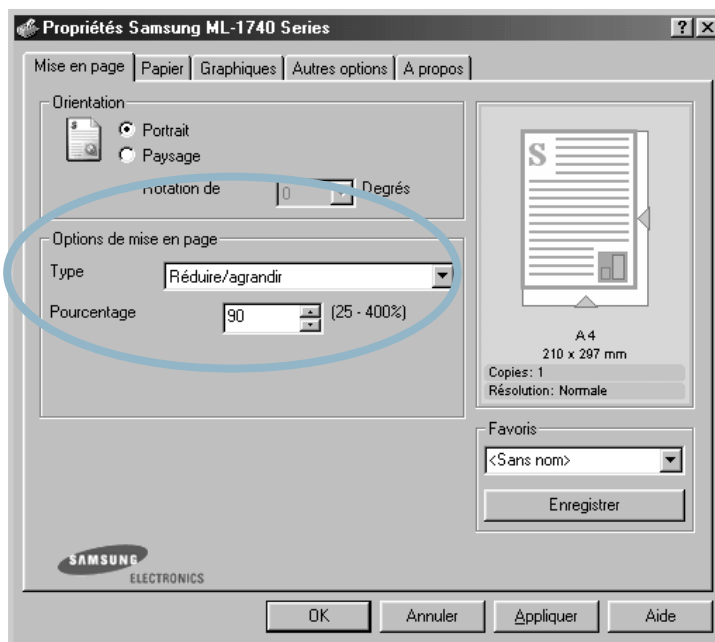 Propriétés Samsung ML-1740 Series
Mise en page Papier Graphiques Autres options A propos
Orientation
Portrait
Paysage
Rotation de 0 Degrés
Options de mise en page
Type Réduire/agrandir
Pourcentage 90 (25 - 400%)
S
A4
210 x 297 mm
Copies: 1
Résolution: Normale
Favoris
<Sans nom>
Enregistrer
SAMSUNG
ELECTRONICS
OK Annuler Appliquer Aide